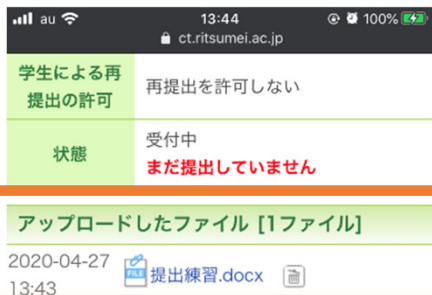 au 13:44 100%
ct.ritsumei.ac.jp
学生による再
提出の許可
再提出を許可しない
状態
受付中
まだ提出していません
アップロードしたファイル [1ファイル]
2020-04-27
13:43
FILE 提出練習.docx